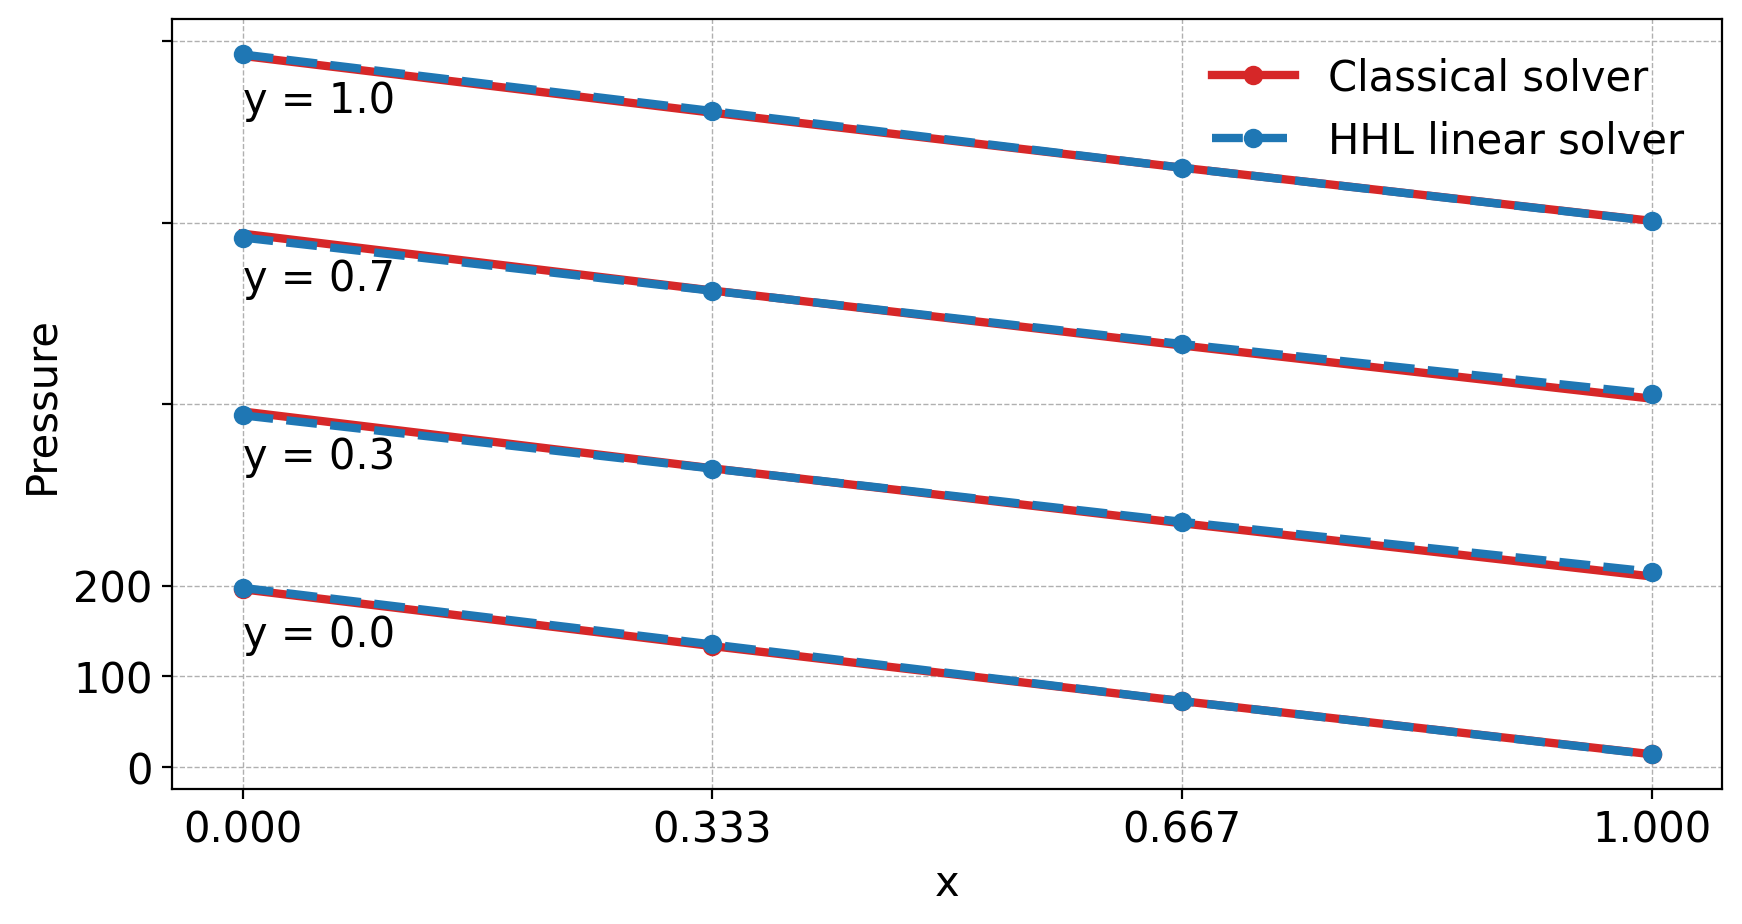 Classical solver
HHL linear solver
y = 1.0
y = 0.7
y = 0.3
y = 0.0
Pressure
200
100
0
0.000 0.333 0.667 1.000
x